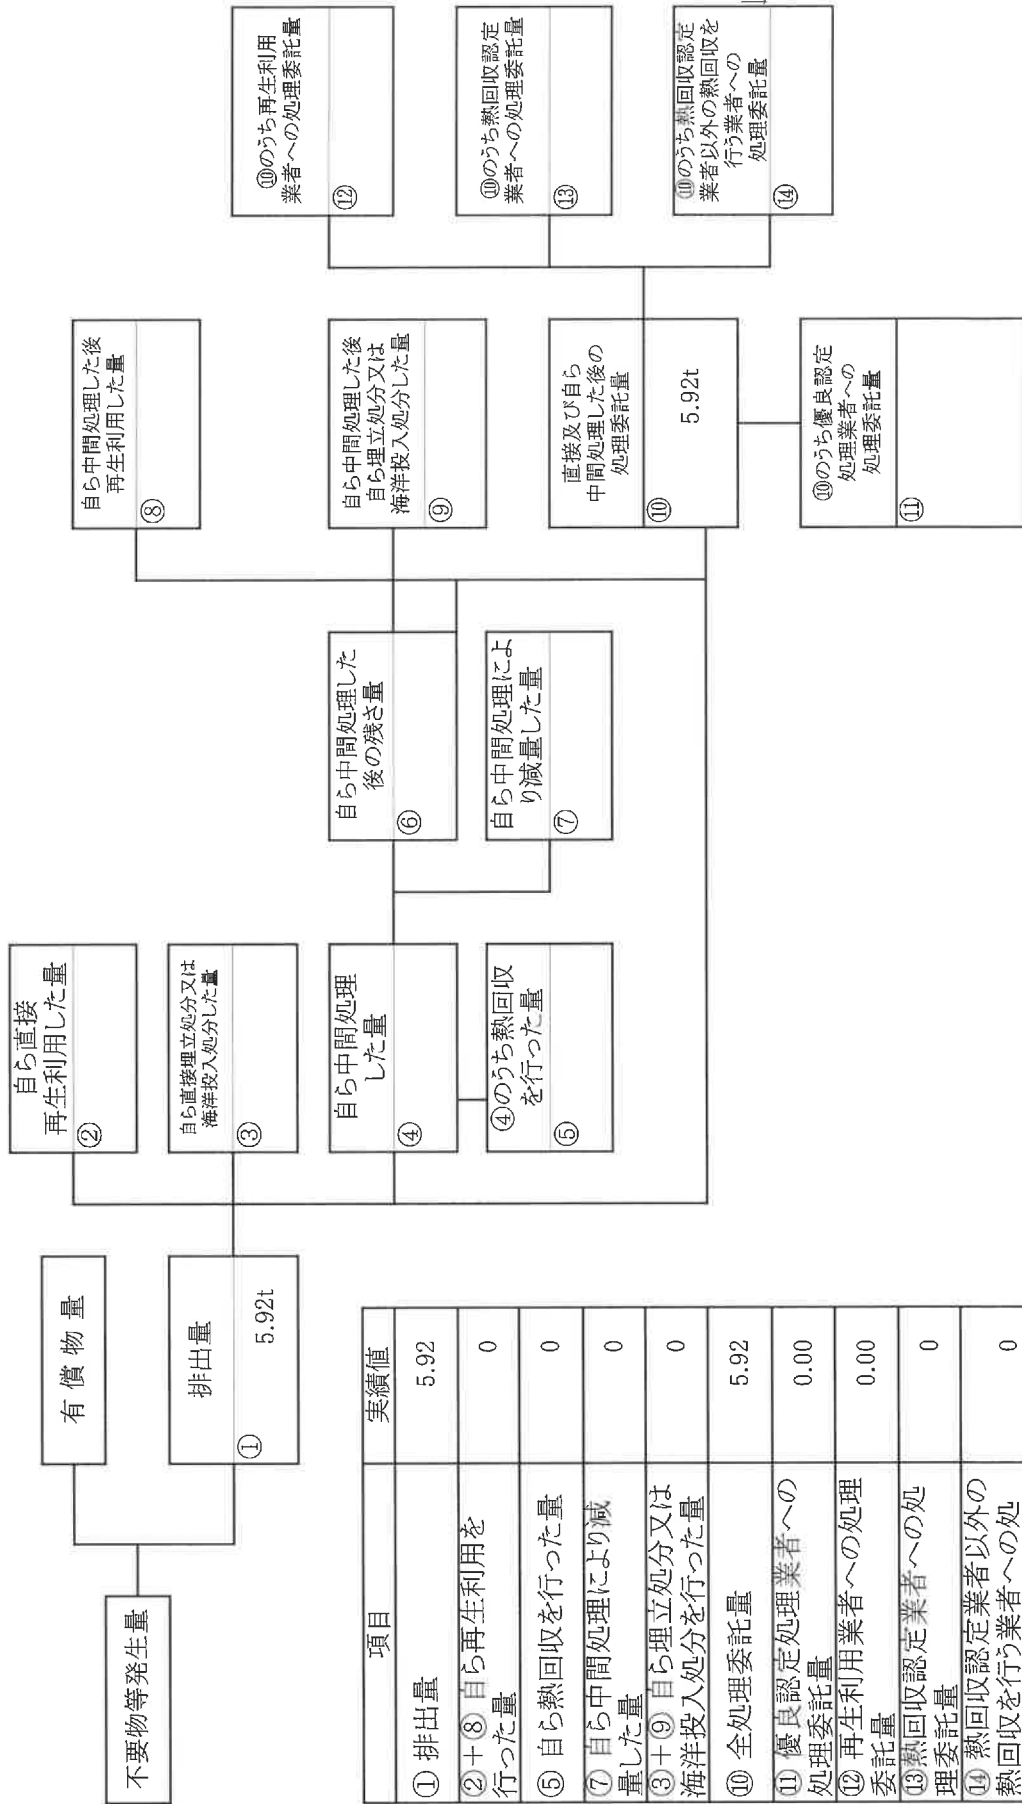 不要物等発生量
有償物量
排出量
①
5.92t
自ら直接
再生利用した量
②
自ら直接埋立処分又は
海洋投入処分した量
③
自ら中間処理
した量
④
④のうち熱回収
を行った量
⑤
自ら中間処理した
後の残さ量
⑥
自ら中間処理によ
り減量した量
⑦
自ら中間処理した後
再生利用した量
⑧
自ら中間処理した後
自ら埋立処分又は
海洋投入処分した量
⑨
直接及び自ら
中間処理した後の
処理委託量
⑩
5.92t
⑩のうち優良認定
処理業者への
処理委託量
⑪
⑩のうち再生利用
業者への処理委託量
⑫
⑩のうち熱回収認定
業者への処理委託量
⑬
⑩のうち熱回収認定
業者以外の熱回収を
行う業者への
処理委託量
⑭
項目 実績値
①排出量 5.92
②+⑧自ら再生利用を
行った量 0
⑤自ら熱回収を行った量 0
⑦自ら中間処理により減
量した量 0
③+⑨自ら埋立処分又は
海洋投入処分を行った量 0
⑩全処理委託量 5.92
⑪優良認定処理業者への
処理委託量 0.00
⑫再生利用業者への処理
委託量 0.00
⑬熱回収認定業者への処
理委託量 0
⑭熱回収認定業者以外の
熱回収を行う業者への処 0